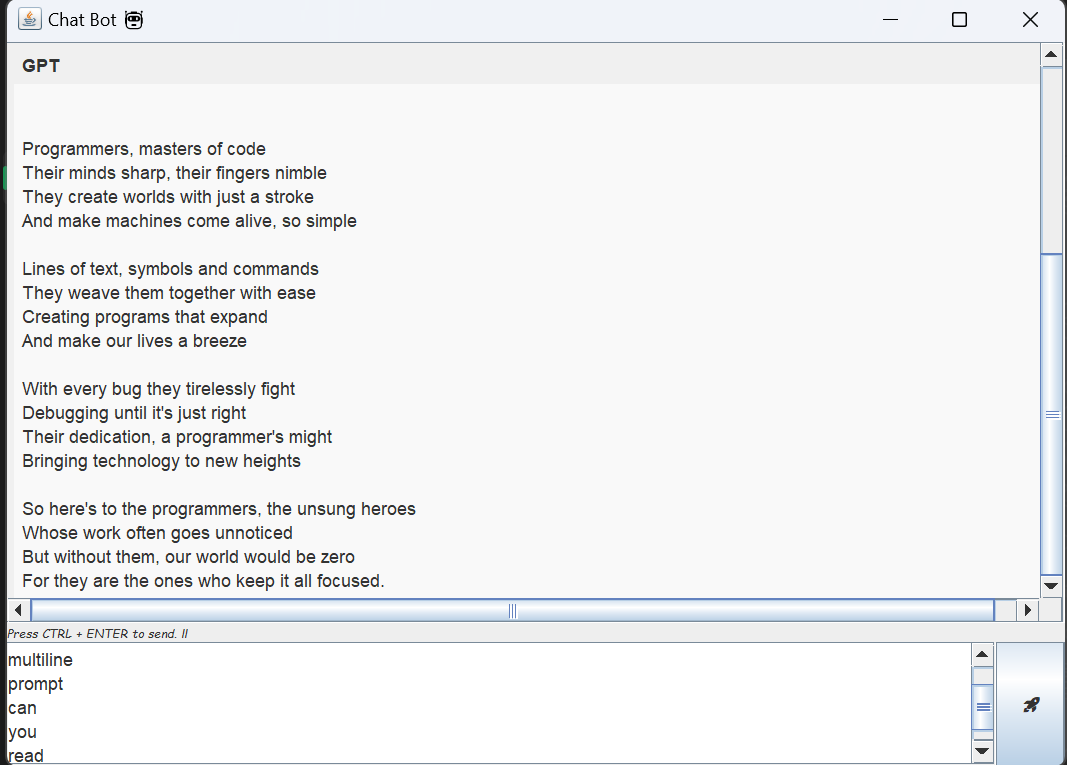 Chat Bot
GPT
Programmers, masters of code
Their minds sharp, their fingers nimble
They create worlds with just a stroke
And make machines come alive, so simple
Lines of text, symbols and commands
They weave them together with ease
Creating programs that expand
And make our lives a breeze
With every bug they tirelessly fight
Debugging until it's just right
Their dedication, a programmer's might
Bringing technology to new heights
So here's to the programmers, the unsung heroes
Whose work often goes unnoticed
But without them, our world would be zero
For they are the ones who keep it all focused.
Press CTRL + ENTER to send. II
multiline
prompt
can
you
read